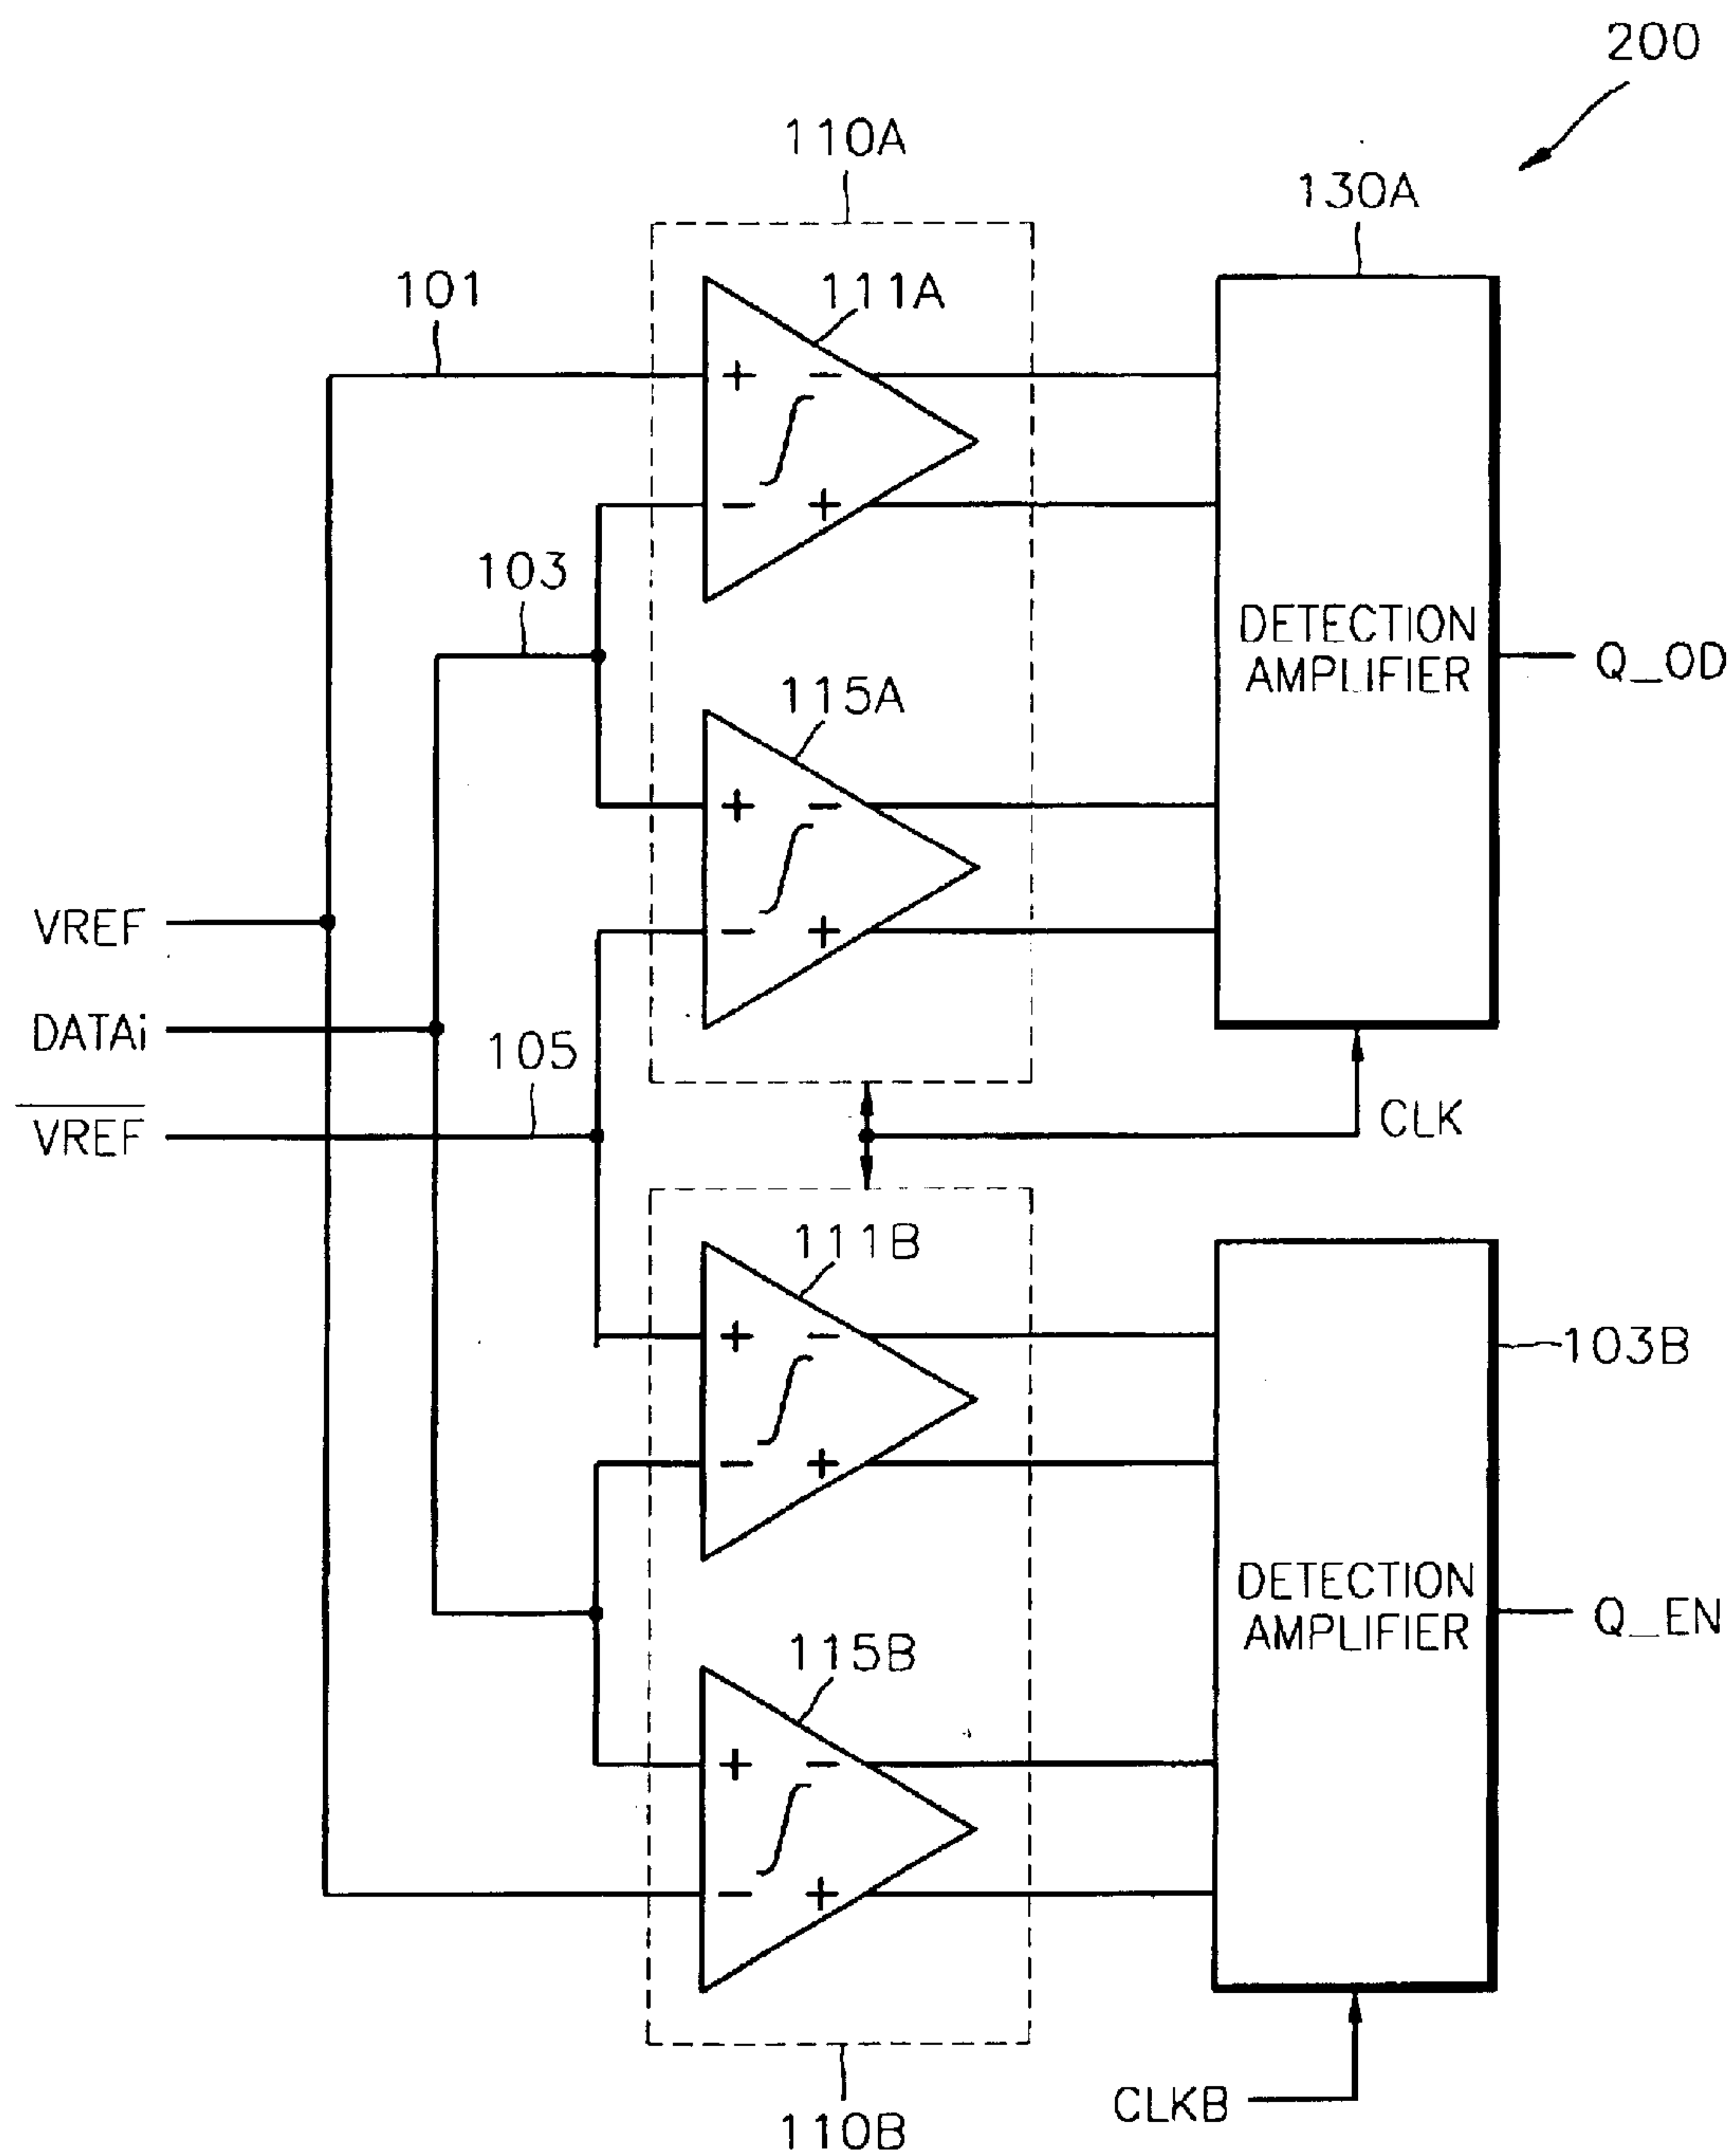 200
110A
130A
101
111A
+ −
− +
103
DETECTION
AMPLIFIER
Q_OD
115A
+ −
− +
VREF
DATAi
105
V̅R̅E̅F̅
CLK
111B
+ −
103B
− +
DETECTION
AMPLIFIER
Q_EN
115B
+ −
− +
CLKB
110B